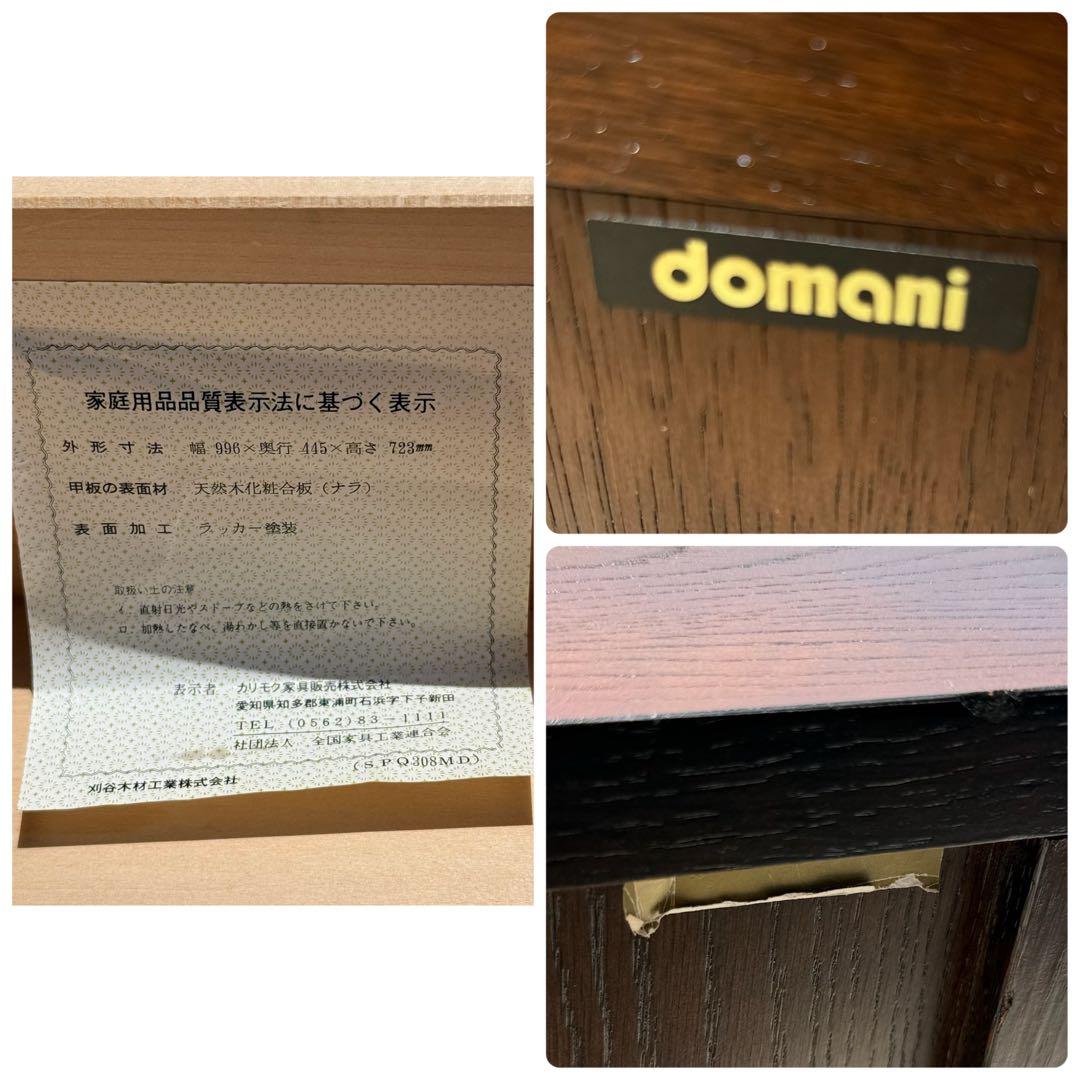 家庭用品品質表示法に基づく表示
外形寸法 幅 996×奥行 445×高さ 723㎜
甲板の表面材 天然木化粧合板(ナラ)
表面加工 ラッカー塗装
取扱い上の注意
イ. 直射日光やストーブなどの熱をさけて下さい。
ロ. 加熱したなべ、湯わかし等を直接置かないで下さい。
表示者 カリモク家具販売株式会社
愛知県知多郡東浦町石浜字下子新田
TEL (0562)83-1111
社団法人 全国家具工業連合会
(SPQ308MD)
刈谷木材工業株式会社
domani